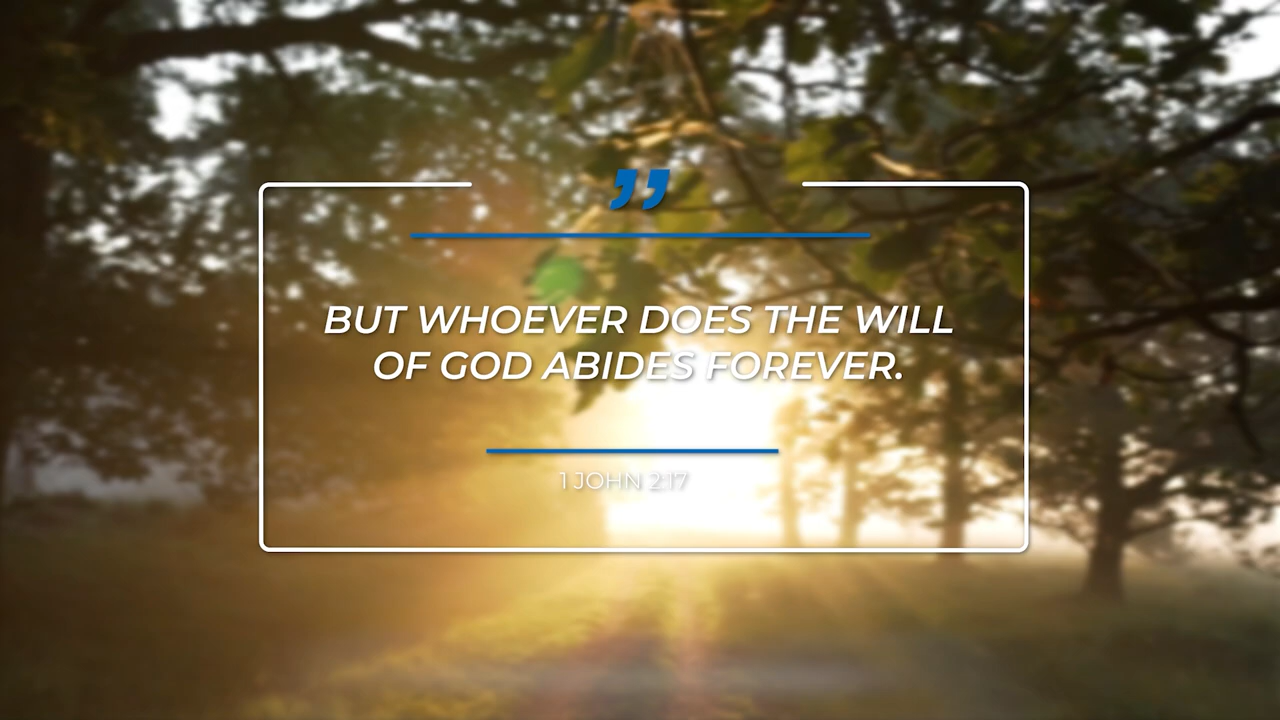 ”
BUT WHOEVER DOES THE WILL
OF GOD ABIDES FOREVER.
1 JOHN 2:17